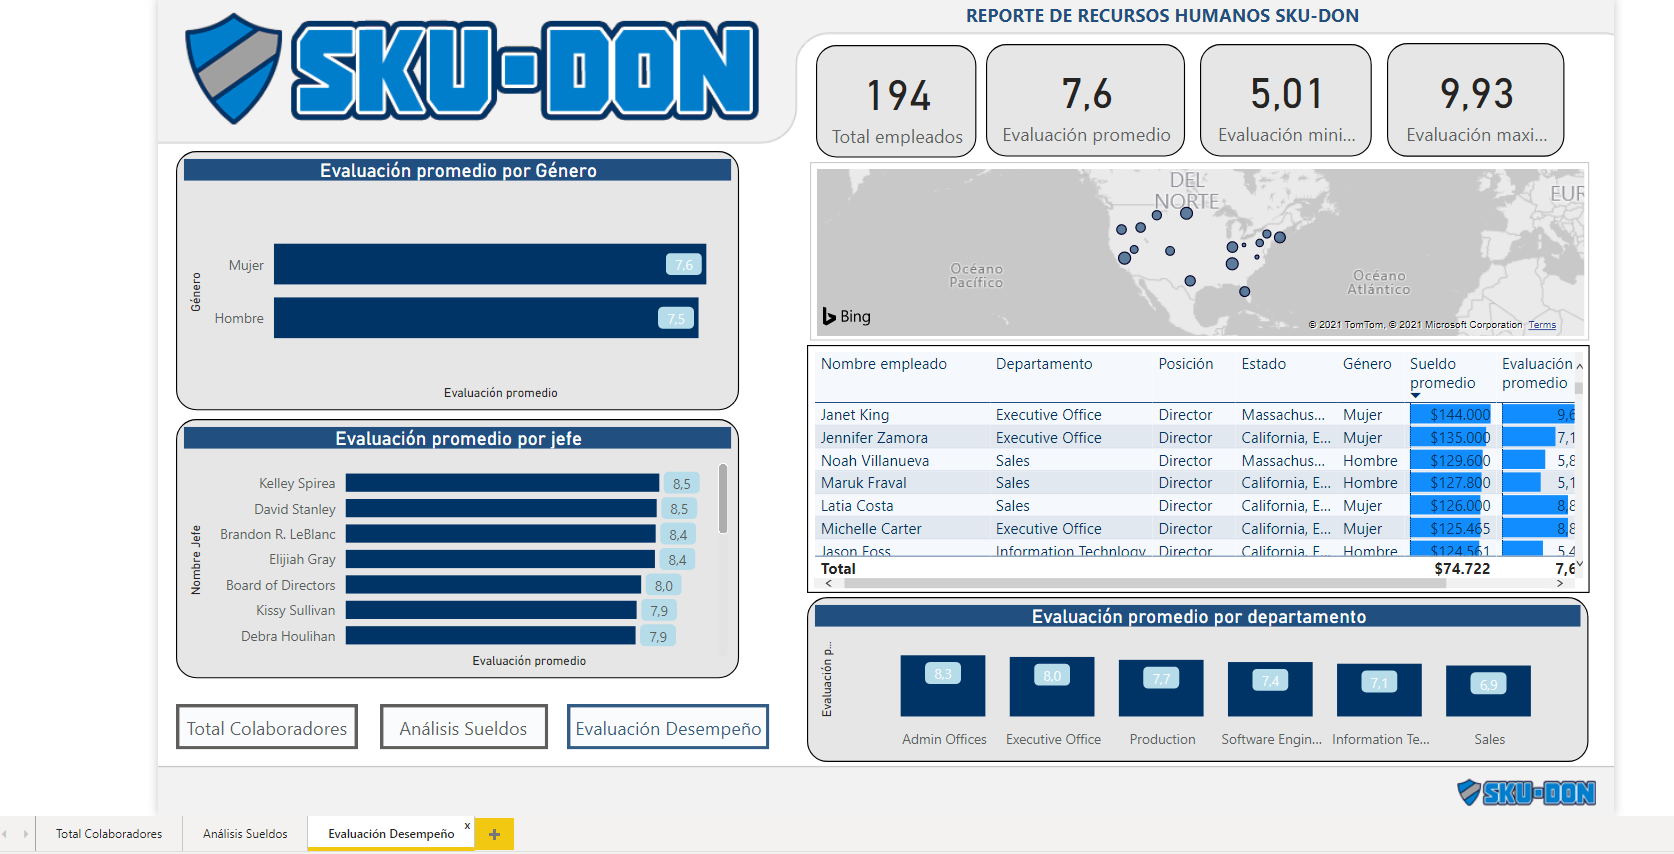 SKU-DON
REPORTE DE RECURSOS HUMANOS SKU-DON
194
Total empleados
7,6
Evaluación promedio
5,01
Evaluación mini...
9,93
Evaluación maxi...
Evaluación promedio por Género
Género
Mujer
7,6
Hombre
7,5
Evaluación promedio
DEL
NORTE
EUR
Océano
Pacífico
Océano
Atlántico
Bing
© 2021 TomTom, © 2021 Microsoft Corporation Terms
Evaluación promedio por jefe
Nombre Jefe
Kelley Spirea 8,5
David Stanley 8,5
Brandon R. LeBlanc 8,4
Elijiah Gray 8,4
Board of Directors 8,0
Kissy Sullivan 7,9
Debra Houlihan 7,9
Evaluación promedio
Nombre empleado Departamento Posición Estado Género Sueldo promedio Evaluación promedio
Janet King Executive Office Director Massachus... Mujer $144.000 9,6
Jennifer Zamora Executive Office Director California, E... Mujer $135.000 7,1
Noah Villanueva Sales Director Massachus... Hombre $129.600 5,8
Maruk Fraval Sales Director California, E... Hombre $127.800 5,1
Latia Costa Sales Director California, E... Mujer $126.000 8,8
Michelle Carter Executive Office Director California, E... Mujer $125.465 8,8
Jason Foss Information Technlogy Director California, E... Hombre $124.561 5,4
Total $74.722 7,6
Evaluación promedio por departamento
Evaluación p...
8,3 8,0 7,7 7,4 7,1 6,9
Admin Offices Executive Office Production Software Engin... Information Te... Sales
Total Colaboradores
Análisis Sueldos
Evaluación Desempeño
SKU-DON
Total Colaboradores Análisis Sueldos Evaluación Desempeño x +